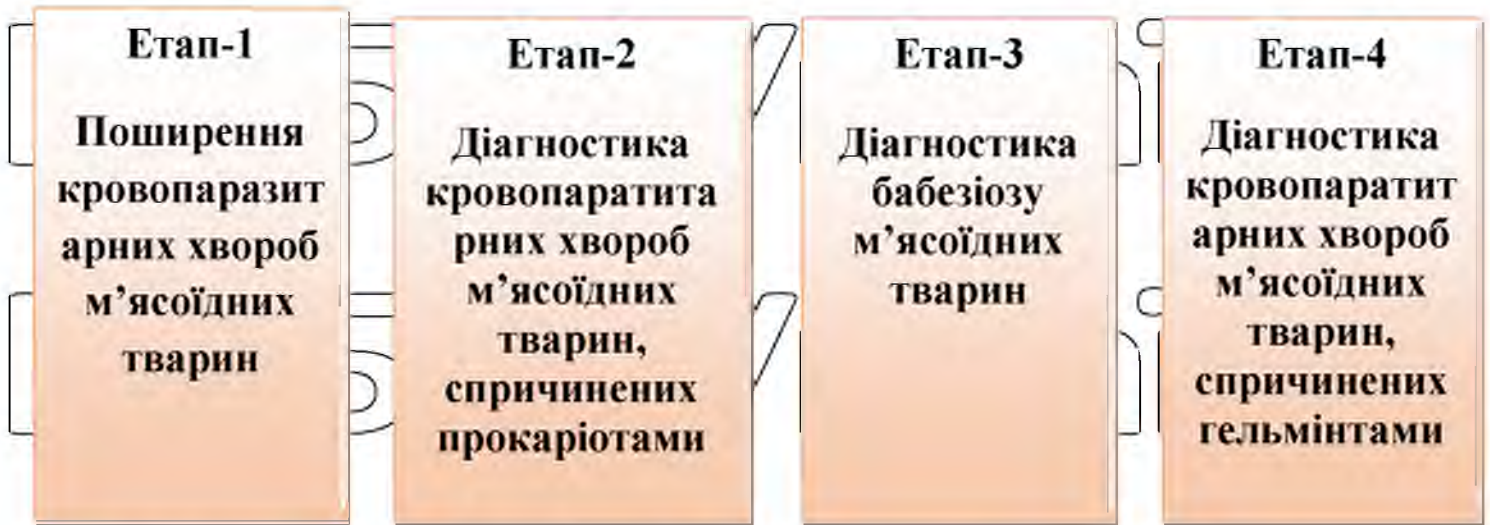 Етап-1
Поширення
кровопаразит
арних хвороб
м’ясоїдних
тварин
Етап-2
Діагностика
кровопаратита
рних хвороб
м’ясоїдних
тварин,
спричинених
прокаріотами
Етап-3
Діагностика
бабезіозу
м’ясоїдних
тварин
Етап-4
Діагностика
кровопаратит
арних хвороб
м’ясоїдних
тварин,
спричинених
гельмінтами